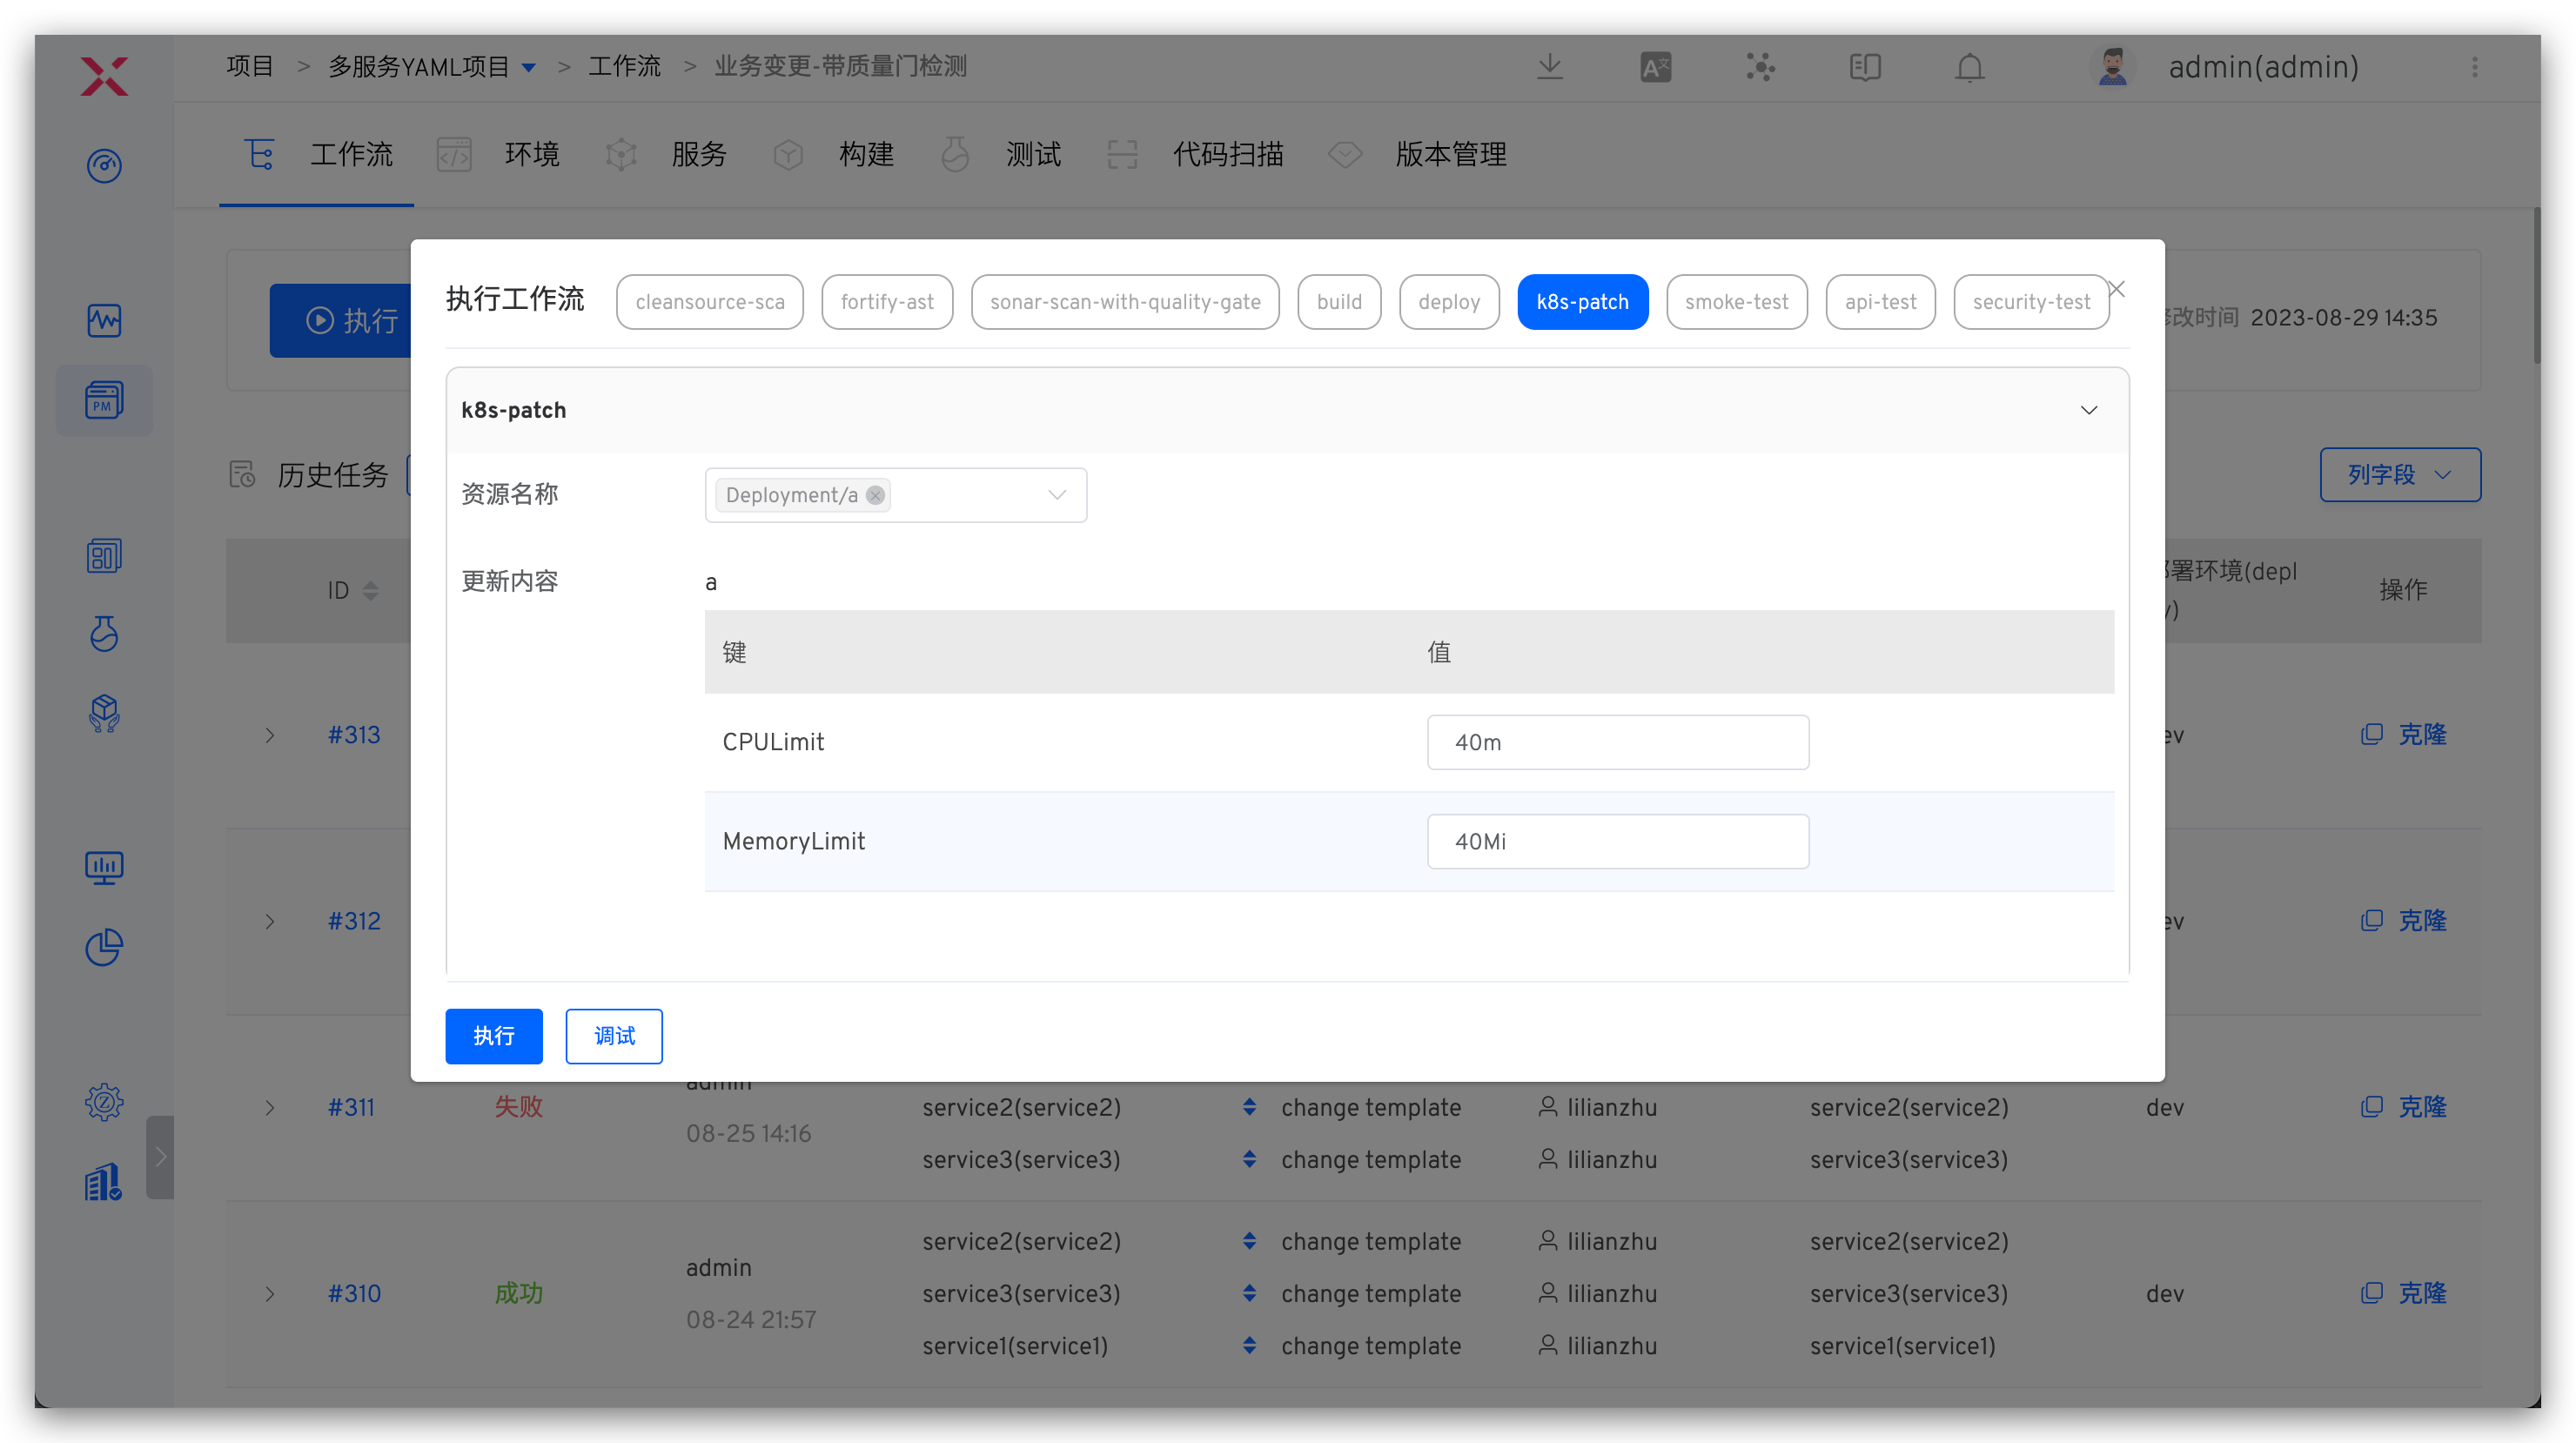 项目 > 多服务YAML项目 > 工作流 > 业务变更-带质量门检测
admin(admin)
工作流 环境 服务 构建 测试 代码扫描 版本管理
执行
改时间 2023-08-29 14:35
执行工作流 cleansource-sca fortify-ast sonar-scan-with-quality-gate build deploy k8s-patch smoke-test api-test security-test
k8s-patch
PM
历史任务
列字段
资源名称 Deployment/a
更新内容 a
ID
署环境(depl
y)
操作
键 值
CPULimit 40m
MemoryLimit 40Mi
#313 ev 克隆
#312 ev 克隆
执行 调试
admin
#311 失败 service2(service2) change template lilianzhu service2(service2) dev 克隆
08-25 14:16
service3(service3) change template lilianzhu service3(service3)
service2(service2) change template lilianzhu service2(service2)
admin
#310 成功 service3(service3) change template lilianzhu service3(service3) dev 克隆
08-24 21:57
service1(service1) change template lilianzhu service1(service1)